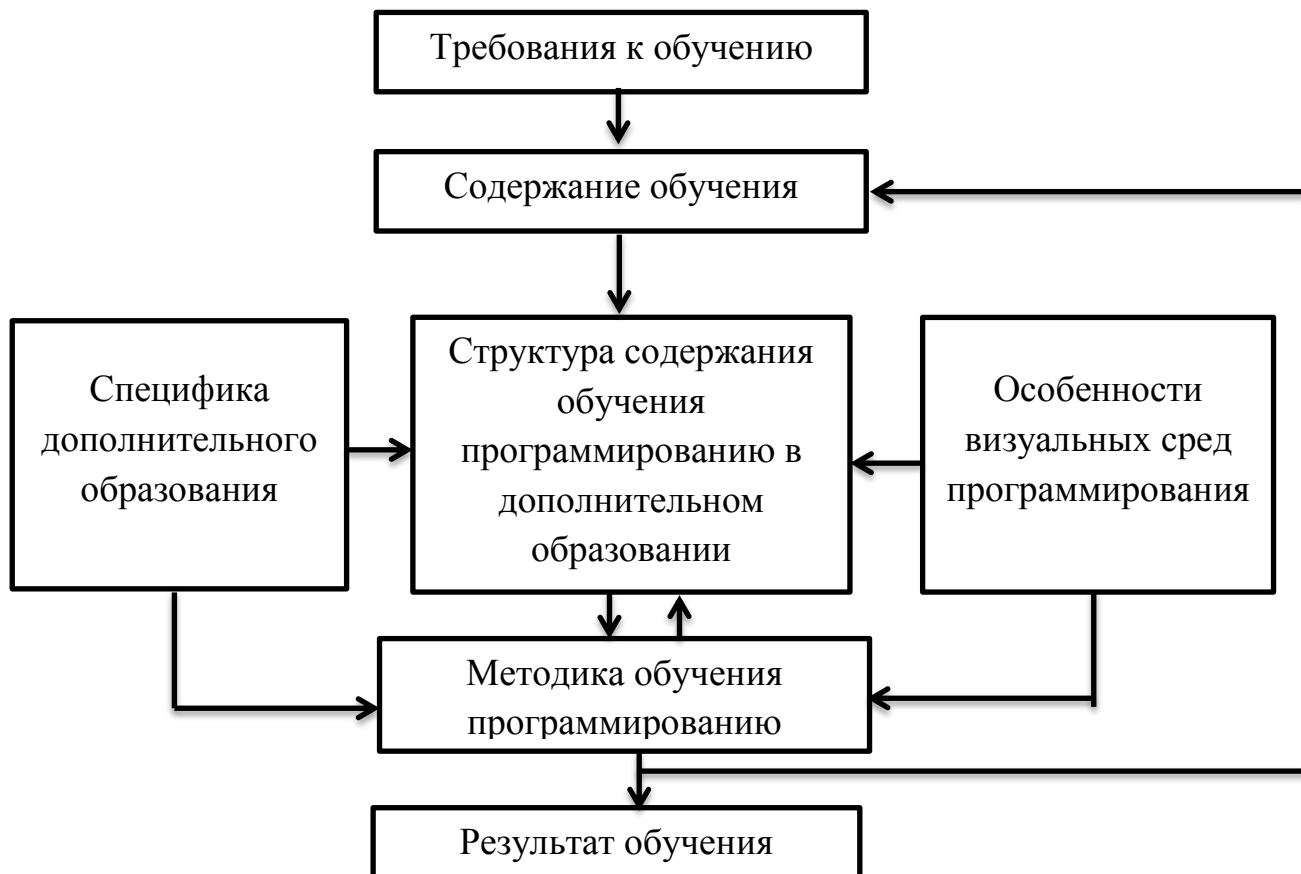 Требования к обучению
Содержание обучения
Специфика
дополнительного
образования
Структура содержания
обучения
программированию в
дополнительном
образовании
Особенности
визуальных сред
программирования
Методика обучения
программированию
Результат обучения